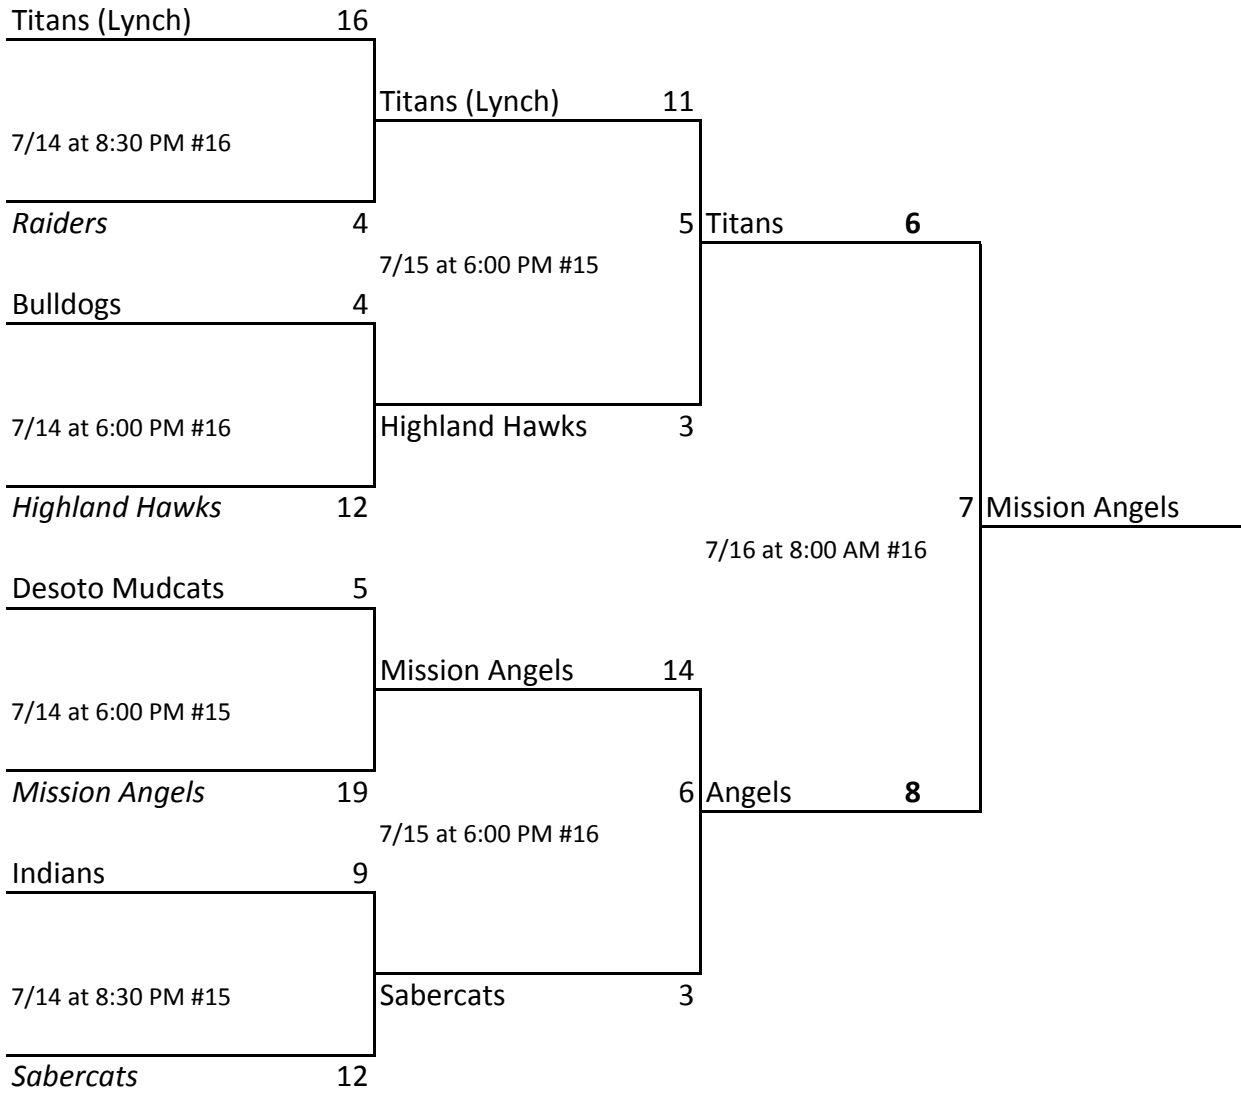 Titans (Lynch) 16
Titans (Lynch) 11
7/14 at 8:30 PM #16
Raiders 4
5 Titans 6
7/15 at 6:00 PM #15
Bulldogs 4
7/14 at 6:00 PM #16
Highland Hawks 3
Highland Hawks 12
7 Mission Angels
7/16 at 8:00 AM #16
Desoto Mudcats 5
Mission Angels 14
7/14 at 6:00 PM #15
Mission Angels 19
6 Angels 8
7/15 at 6:00 PM #16
Indians 9
7/14 at 8:30 PM #15
Sabercats 3
Sabercats 12